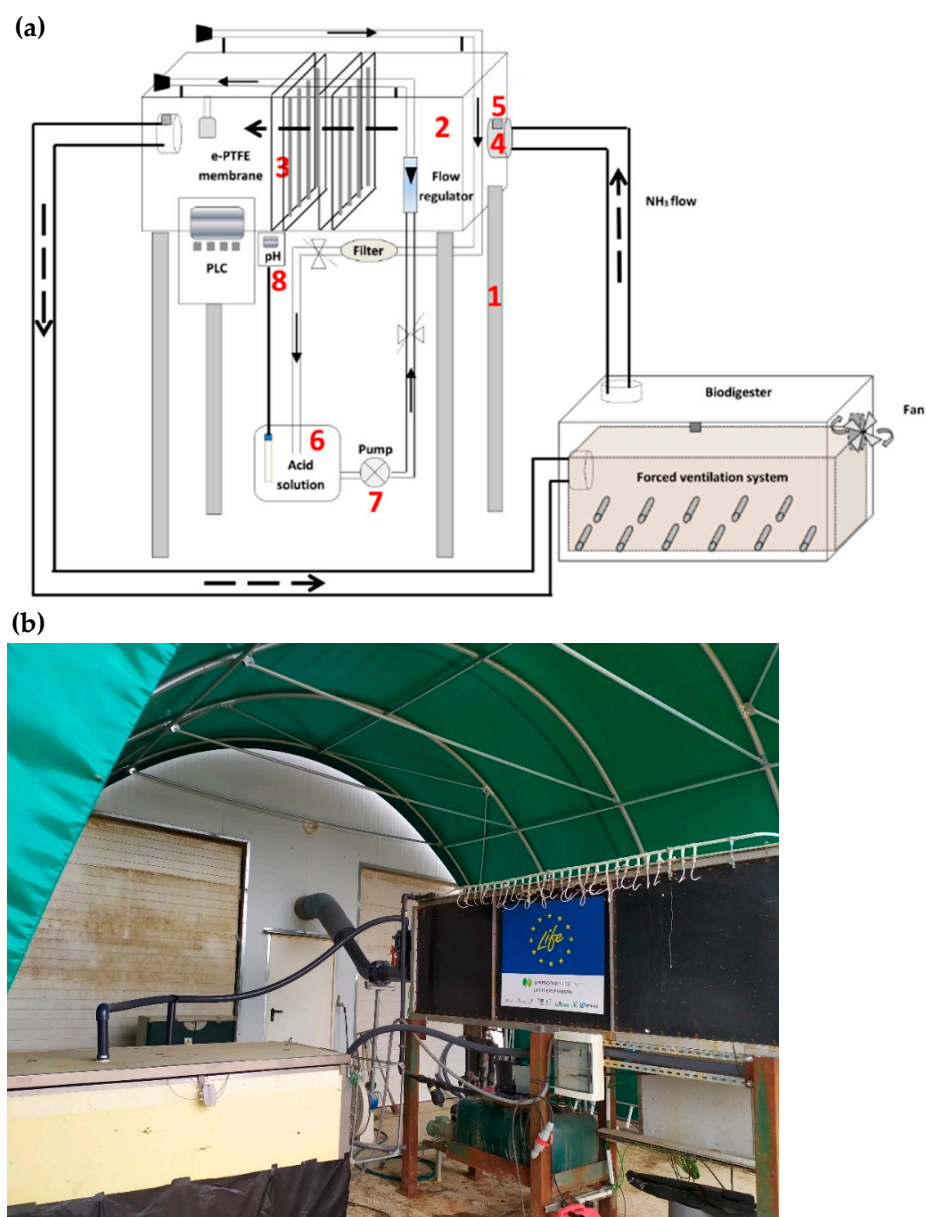 (a)
5
2
4
3
e-PTFE
membrane
Flow
regulator
NH₃ flow
PLC
pH
8
Filter
1
Biodigester
Fan
6
Acid
solution
Pump
7
Forced ventilation system
(b)
Life